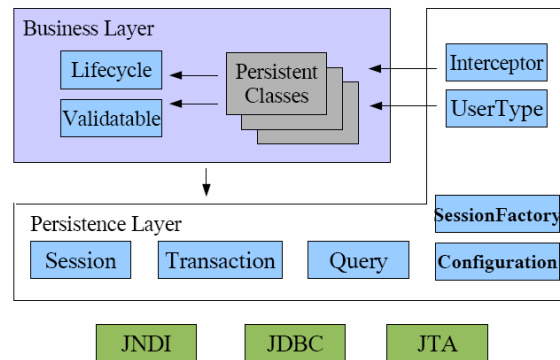 Business Layer
Lifecycle
Validatable
Persistent
Classes
Interceptor
UserType
Persistence Layer
SessionFactory
Session
Transaction
Query
Configuration
JNDI
JDBC
JTA